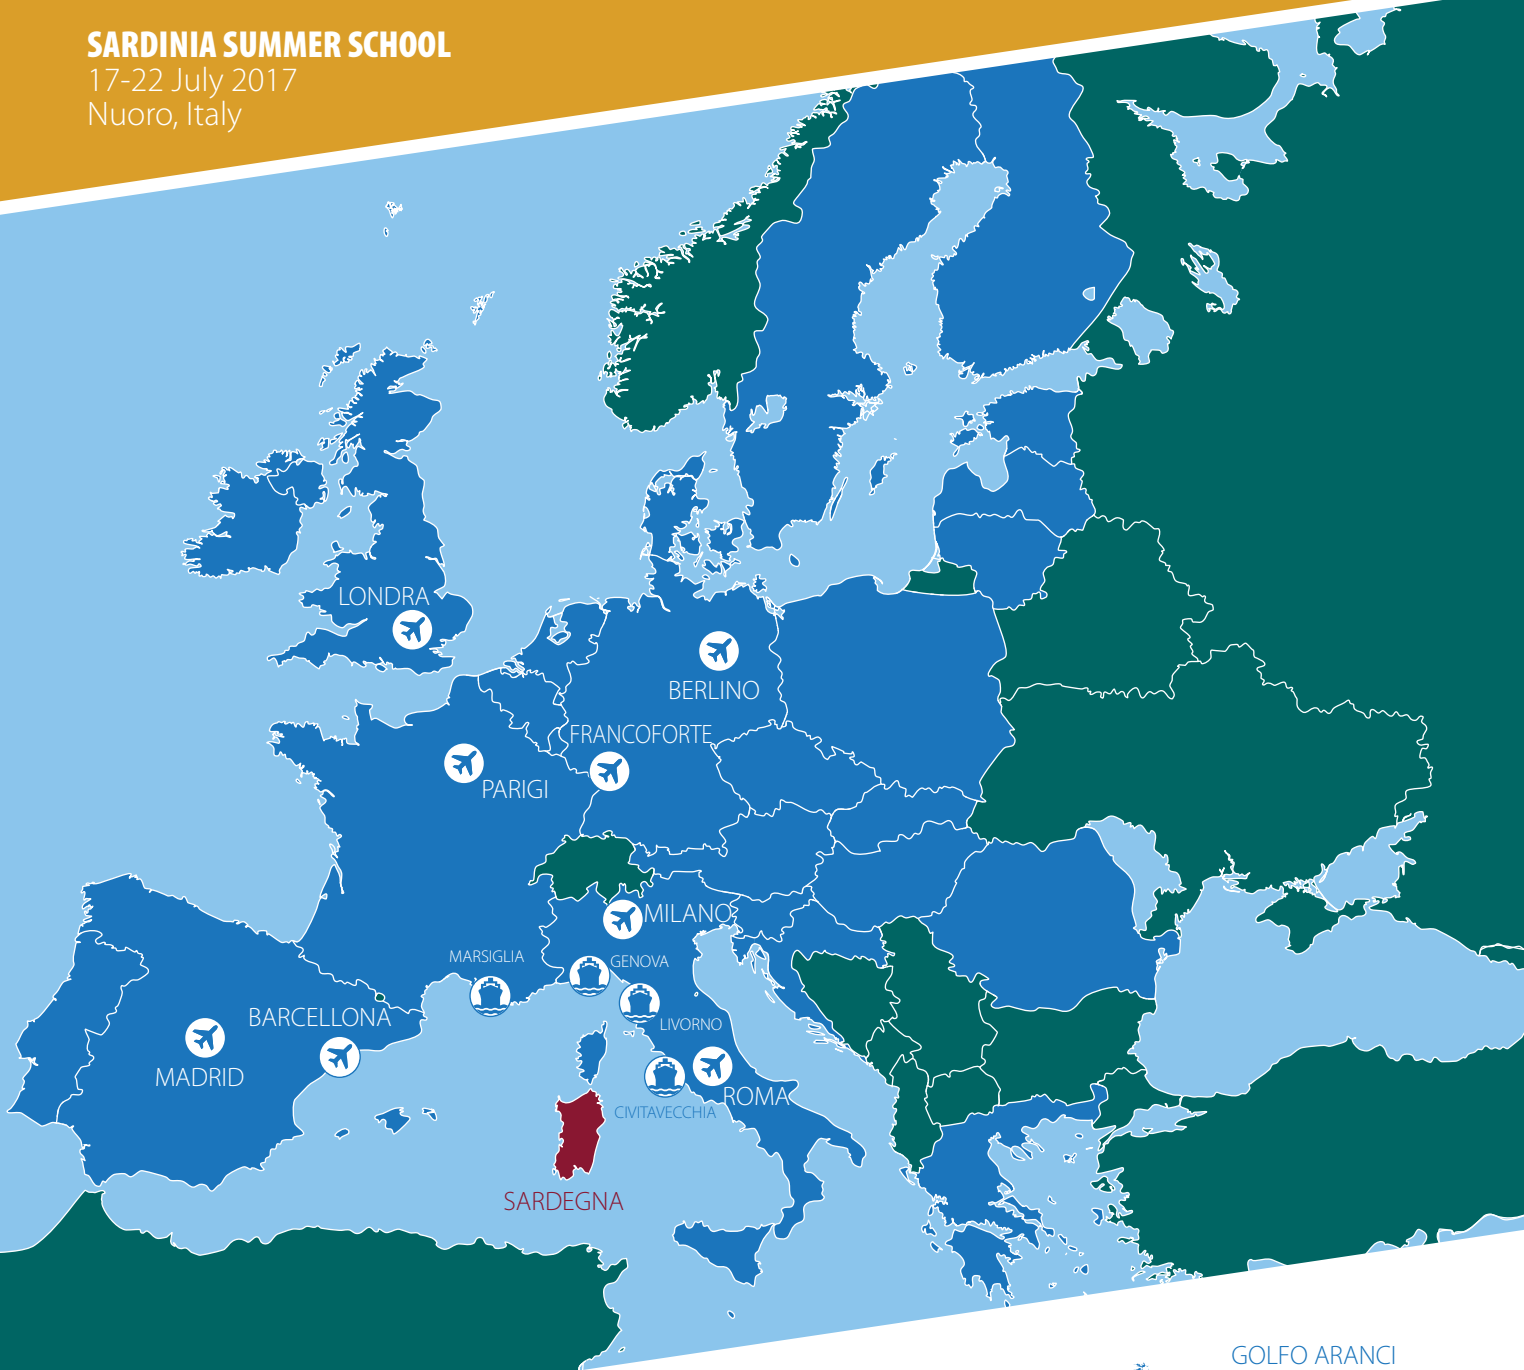 SARDINIA SUMMER SCHOOL
17-22 July 2017
Nuoro, Italy
LONDRA
BERLINO
FRANCOFORTE
PARIGI
MILANO
MARSIGLIA
GENOVA
BARCELLONA
LIVORNO
MADRID
ROMA
CIVITAVECCHIA
SARDEGNA
GOLFO ARANCI